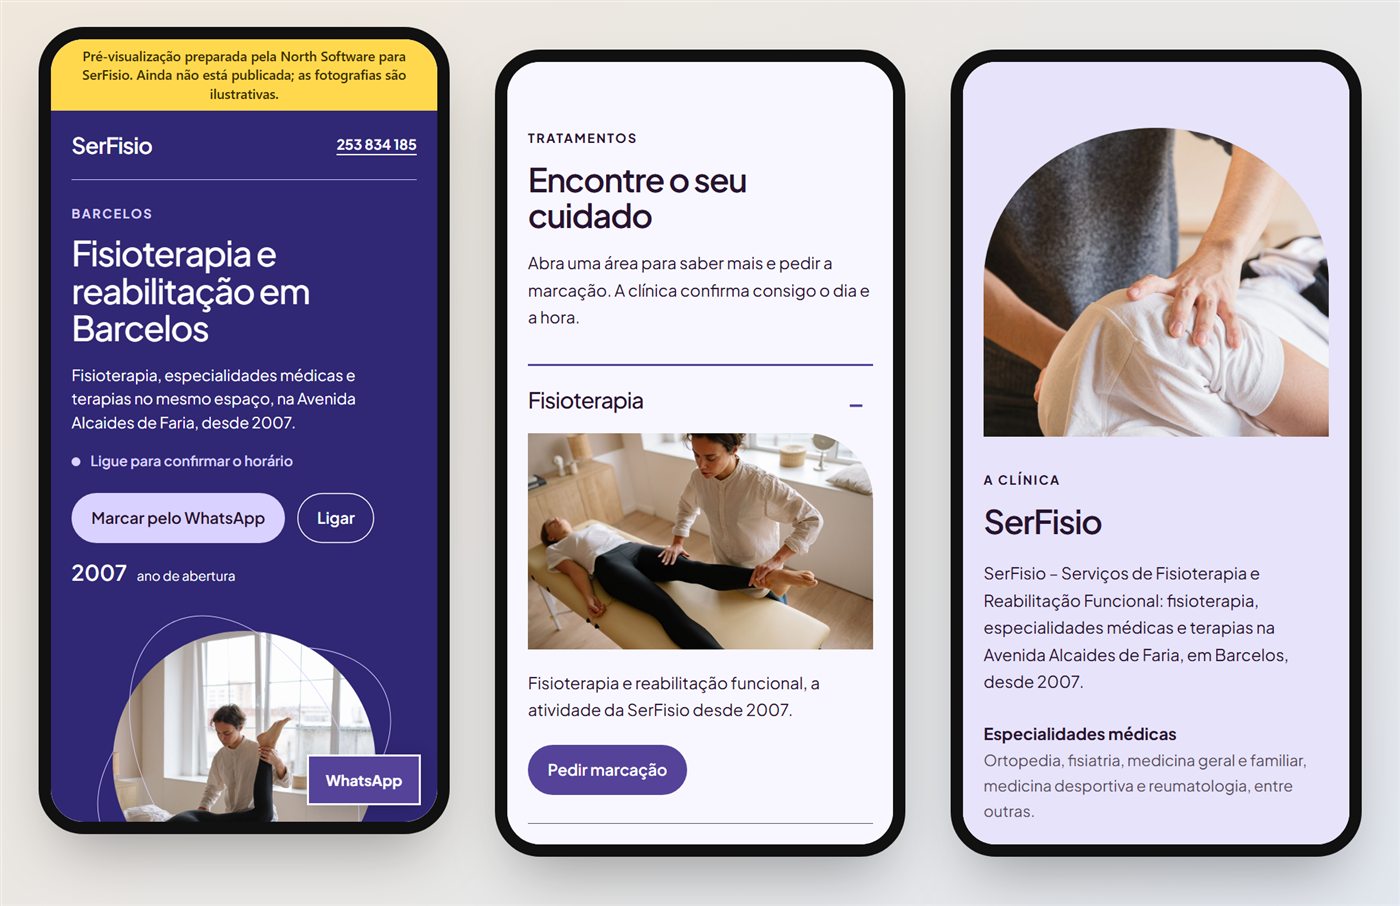 Pré-visualização preparada pela North Software para
SerFisio. Ainda não está publicada; as fotografias são
ilustrativas.
SerFisio
253 834 185
BARCELOS
Fisioterapia e
reabilitação em
Barcelos
Fisioterapia, especialidades médicas e
terapias no mesmo espaço, na Avenida
Alcaides de Faria, desde 2007.
Ligue para confirmar o horário
Marcar pelo WhatsApp
Ligar
2007 ano de abertura
WhatsApp
TRATAMENTOS
Encontre o seu
cuidado
Abra uma área para saber mais e pedir a
marcação. A clínica confirma consigo o dia e
a hora.
Fisioterapia
Fisioterapia e reabilitação funcional, a
atividade da SerFisio desde 2007.
Pedir marcação
A CLÍNICA
SerFisio
SerFisio – Serviços de Fisioterapia e
Reabilitação Funcional: fisioterapia,
especialidades médicas e terapias na
Avenida Alcaides de Faria, em Barcelos,
desde 2007.
Especialidades médicas
Ortopedia, fisiatria, medicina geral e familiar,
medicina desportiva e reumatologia, entre
outras.